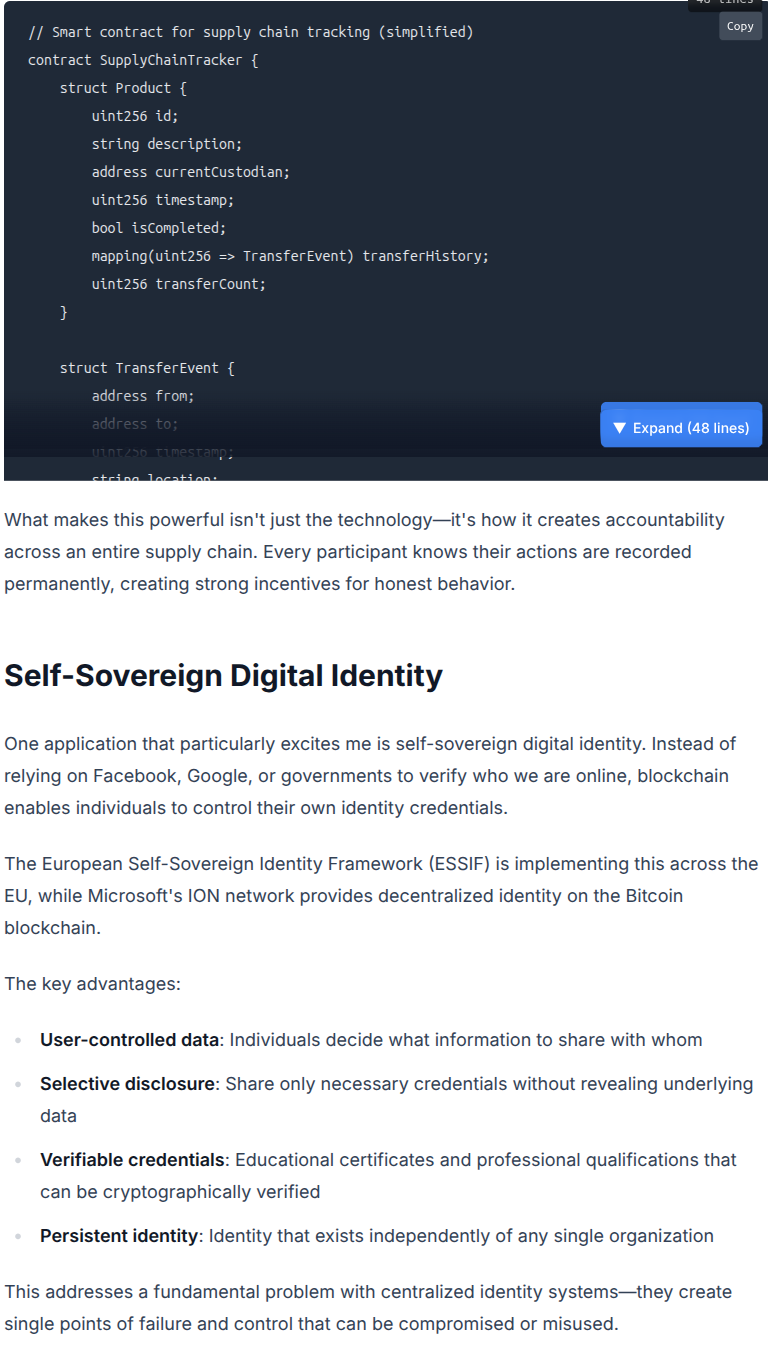 48 lines
Copy
// Smart contract for supply chain tracking (simplified)
contract SupplyChainTracker {
    struct Product {
        uint256 id;
        string description;
        address currentCustodian;
        uint256 timestamp;
        bool isCompleted;
        mapping(uint256 => TransferEvent) transferHistory;
        uint256 transferCount;
    }
    struct TransferEvent {
        address from;
        address to;
        uint256 timestamp;
        string location;
▼ Expand (48 lines)
What makes this powerful isn't just the technology—it's how it creates accountability
across an entire supply chain. Every participant knows their actions are recorded
permanently, creating strong incentives for honest behavior.
Self-Sovereign Digital Identity
One application that particularly excites me is self-sovereign digital identity. Instead of
relying on Facebook, Google, or governments to verify who we are online, blockchain
enables individuals to control their own identity credentials.
The European Self-Sovereign Identity Framework (ESSIF) is implementing this across the
EU, while Microsoft's ION network provides decentralized identity on the Bitcoin
blockchain.
The key advantages:
• User-controlled data: Individuals decide what information to share with whom
• Selective disclosure: Share only necessary credentials without revealing underlying
data
• Verifiable credentials: Educational certificates and professional qualifications that
can be cryptographically verified
• Persistent identity: Identity that exists independently of any single organization
This addresses a fundamental problem with centralized identity systems—they create
single points of failure and control that can be compromised or misused.